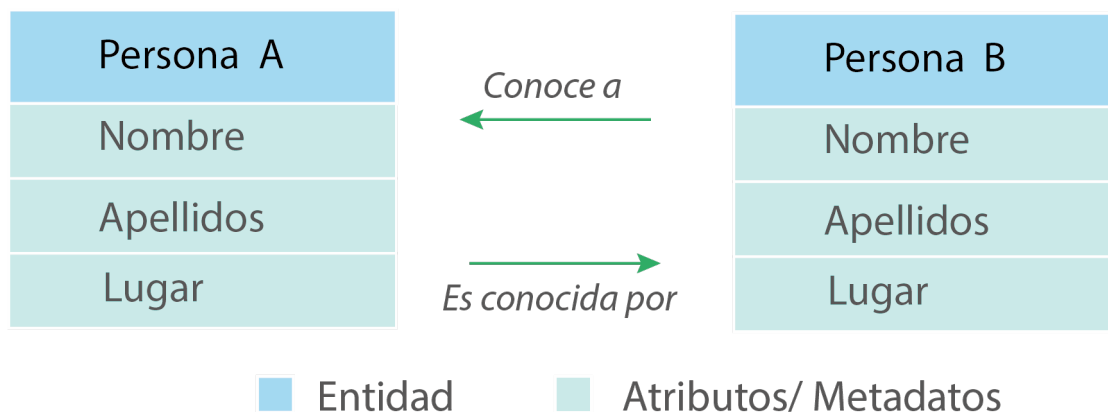 Persona A
Nombre
Apellidos
Lugar
Conoce a
Es conocida por
Persona B
Nombre
Apellidos
Lugar
Entidad
Atributos/ Metadatos